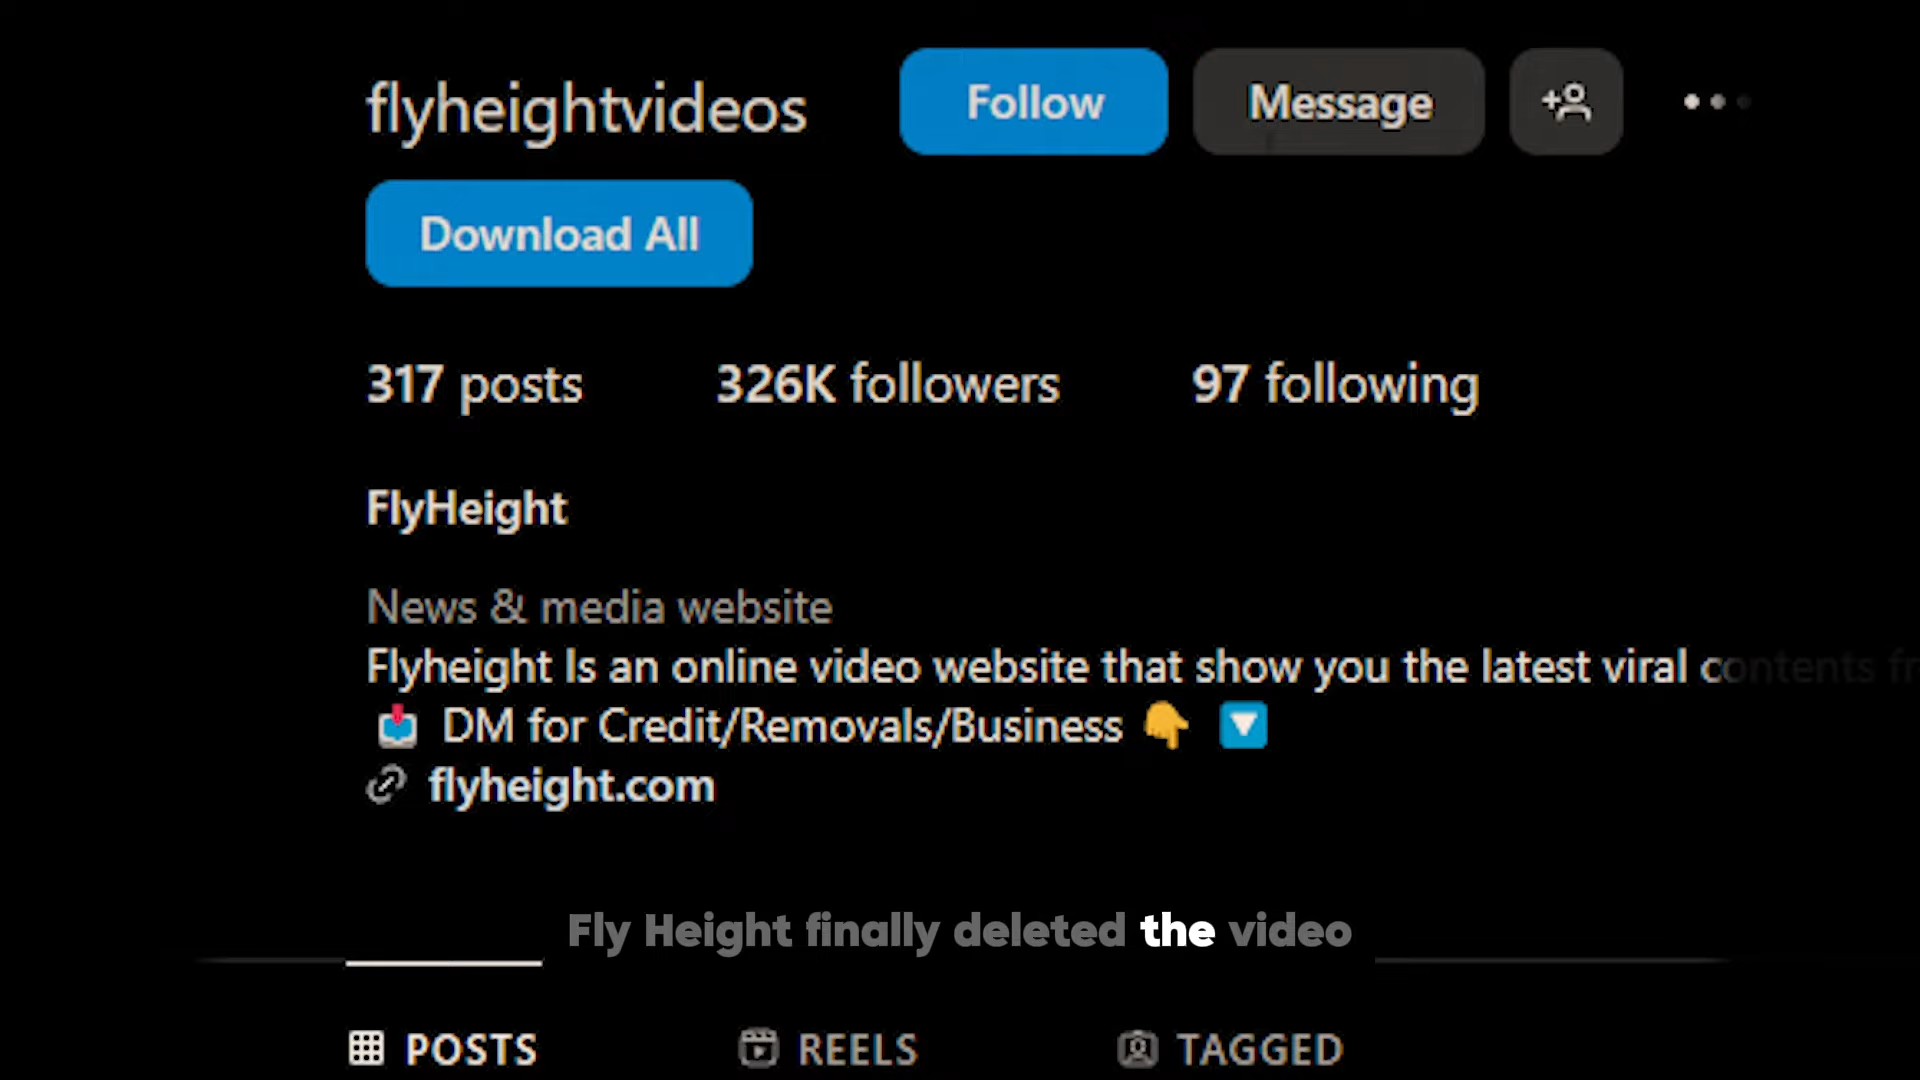 flyheightvideos
Follow
Message
Download All
317 posts
326K followers
97 following
FlyHeight
News & media website
Flyheight Is an online video website that show you the latest viral contents
DM for Credit/Removals/Business
flyheight.com
Fly Height finally deleted the video
POSTS
REELS
TAGGED